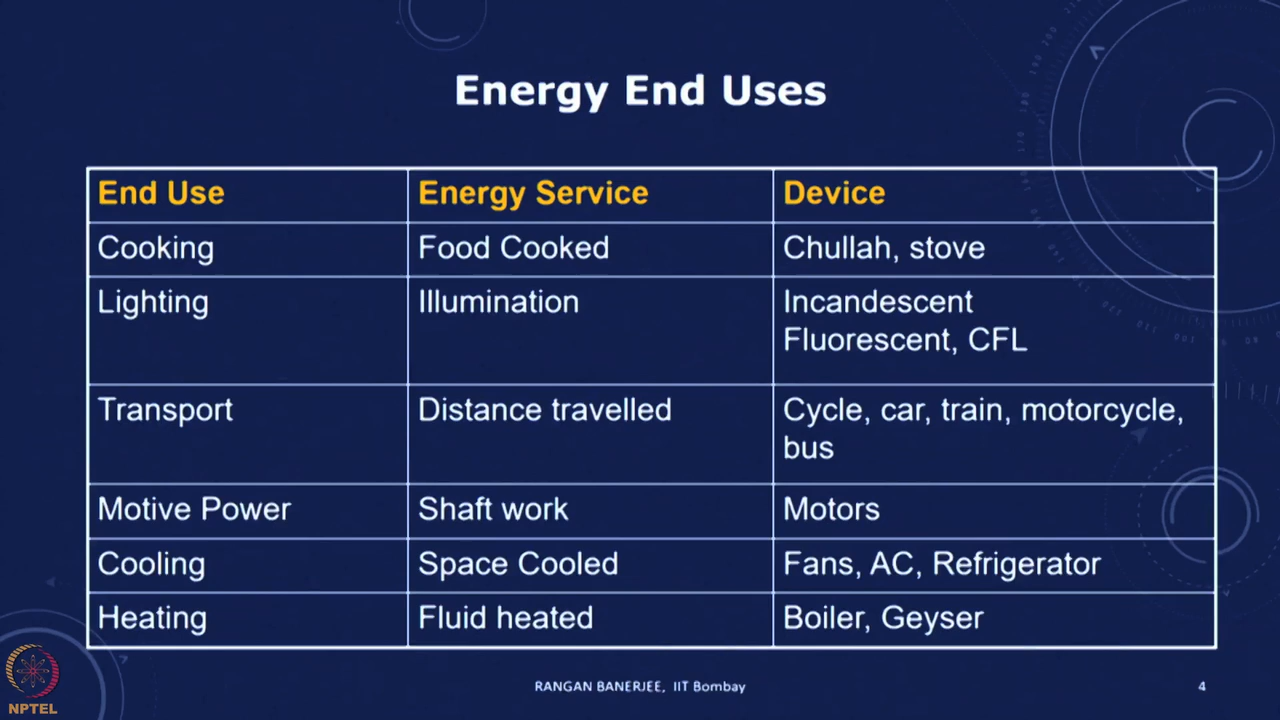 Energy End Uses
End Use Energy Service Device
Cooking Food Cooked Chullah, stove
Lighting Illumination Incandescent
Fluorescent, CFL
Transport Distance travelled Cycle, car, train, motorcycle,
bus
Motive Power Shaft work Motors
Cooling Space Cooled Fans, AC, Refrigerator
Heating Fluid heated Boiler, Geyser
RANGAN BANERJEE, IIT Bombay 4
NPTEL